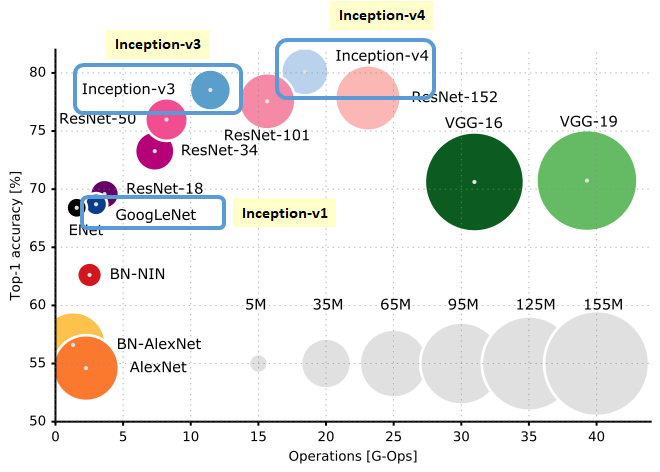 Inception-v4
Inception-v3
80
Inception-v4
Inception-v3
ResNet-152
ResNet-50
VGG-16
VGG-19
75
ResNet-101
ResNet-34
Top-1 accuracy [%]
70
ResNet-18
GoogLeNet
Inception-v1
ENet
65
BN-NIN
60
5M 35M 65M 95M 125M 155M
BN-AlexNet
55
AlexNet
50
0 5 10 15 20 25 30 35 40
Operations [G-Ops]